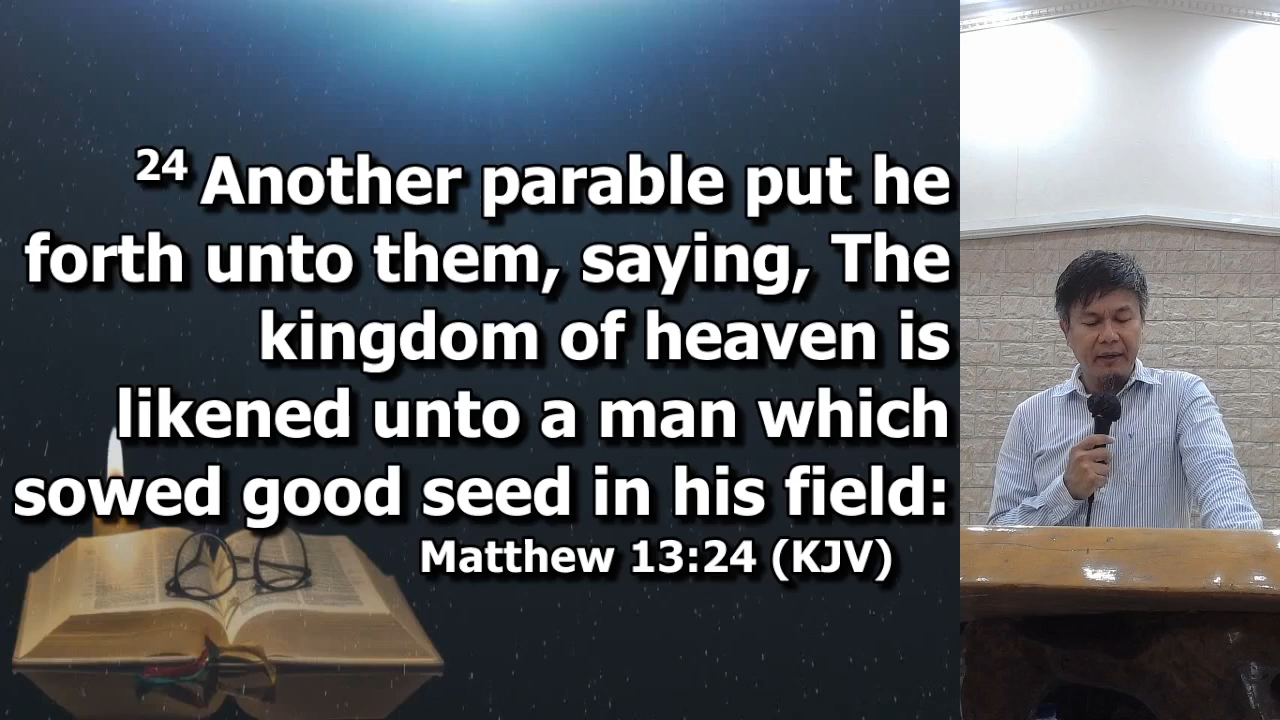 24 Another parable put he
forth unto them, saying, The
kingdom of heaven is
likened unto a man which
sowed good seed in his field:
Matthew 13:24 (KJV)